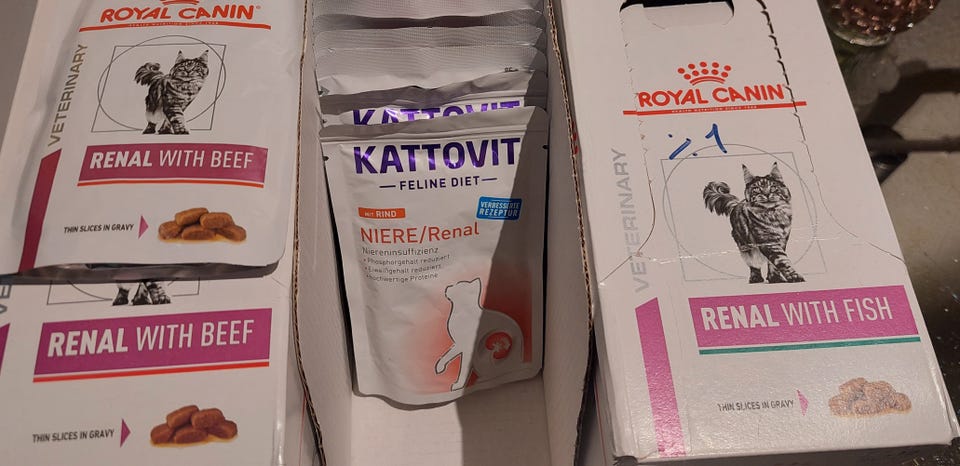 ROYAL CANIN
VETERINARY
RENAL WITH BEEF
THIN SLICES IN GRAVY
RENAL WITH BEEF
THIN SLICES IN GRAVY
KATTOVIT
KATTOVIT
FELINE DIET
MIT RIND
VERBESSERTE
REZEPTUR
NIERE/Renal
Niereninsuffizienz
• Phosphorgehalt reduziert
• Eiweißgehalt reduziert
• hochwertige Proteine
ROYAL CANIN
VETERINARY
RENAL WITH FISH
THIN SLICES IN GRAVY